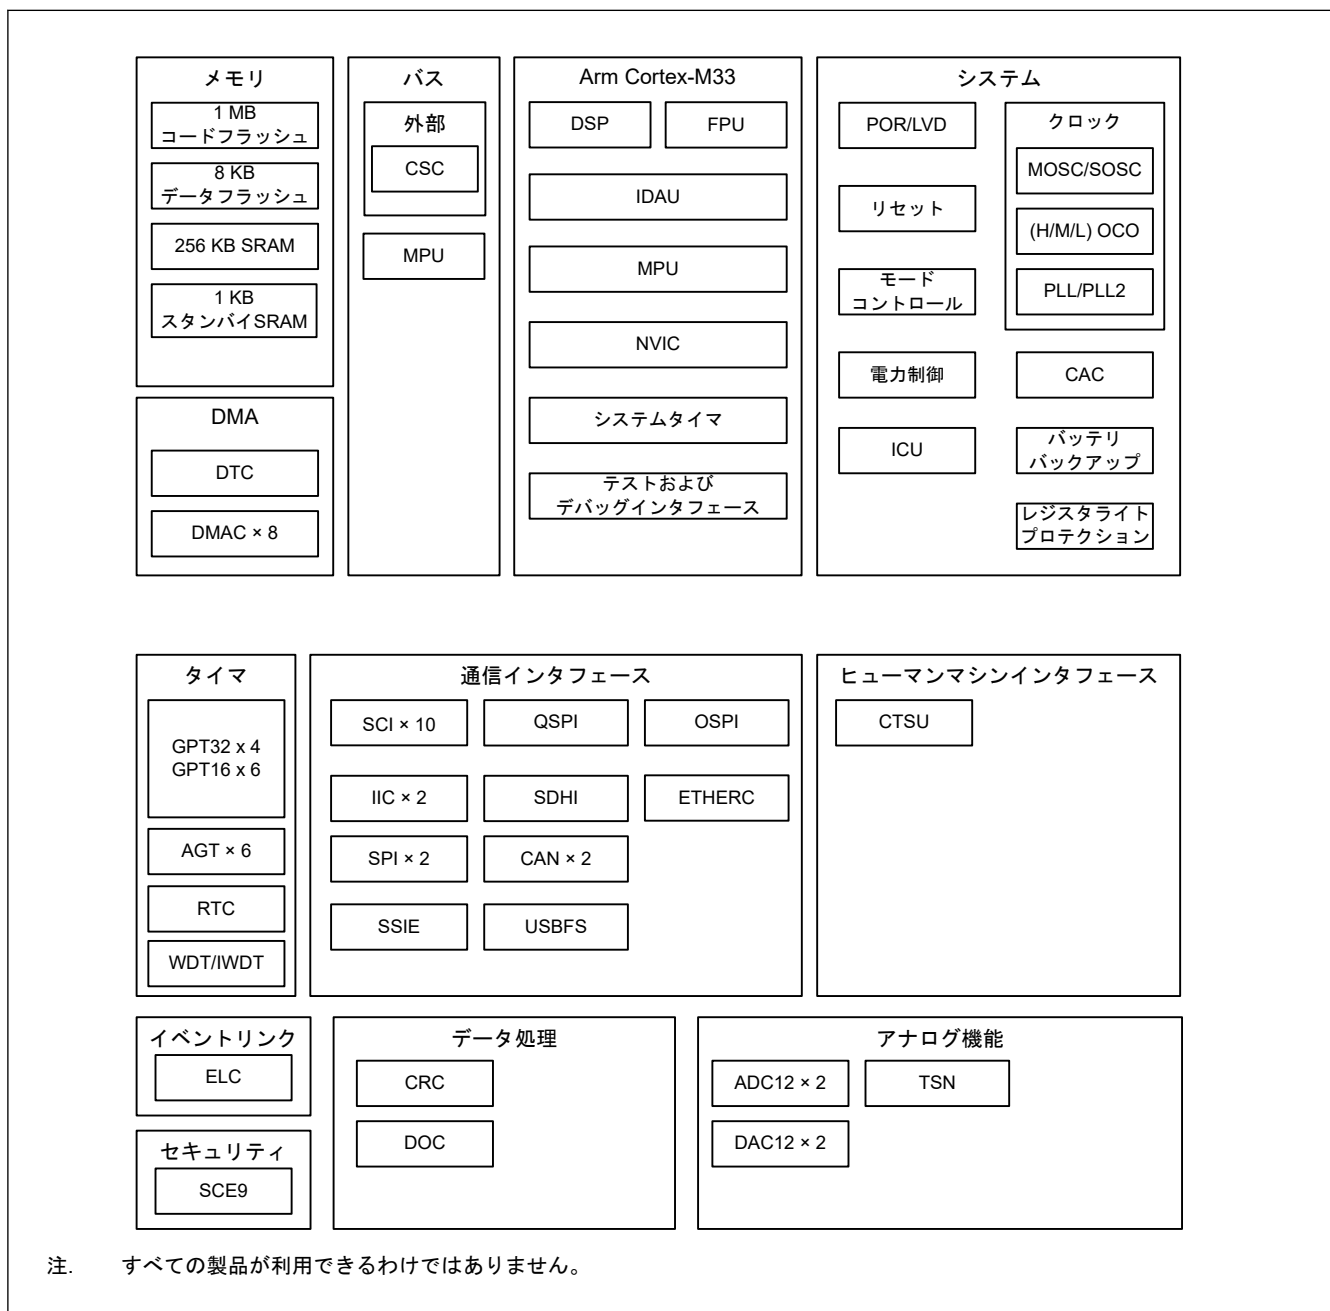 メモリ
1 MB
コードフラッシュ
8 KB
データフラッシュ
256 KB SRAM
1 KB
スタンバイSRAM
DMA
DTC
DMAC × 8
バス
外部
CSC
MPU
Arm Cortex-M33
DSP
FPU
IDAU
MPU
NVIC
システムタイマ
テストおよび
デバッグインタフェース
システム
POR/LVD
リセット
モード
コントロール
電力制御
ICU
クロック
MOSC/SOSC
(H/M/L) OCO
PLL/PLL2
CAC
バッテリ
バックアップ
レジスタライト
プロテクション
タイマ
GPT32 x 4
GPT16 x 6
AGT × 6
RTC
WDT/IWDT
通信インタフェース
SCI × 10
QSPI
OSPI
IIC × 2
SDHI
ETHERC
SPI × 2
CAN × 2
SSIE
USBFS
ヒューマンマシンインタフェース
CTSU
イベントリンク
ELC
セキュリティ
SCE9
データ処理
CRC
DOC
アナログ機能
ADC12 × 2
TSN
DAC12 × 2
注. すべての製品が利用できるわけではありません。